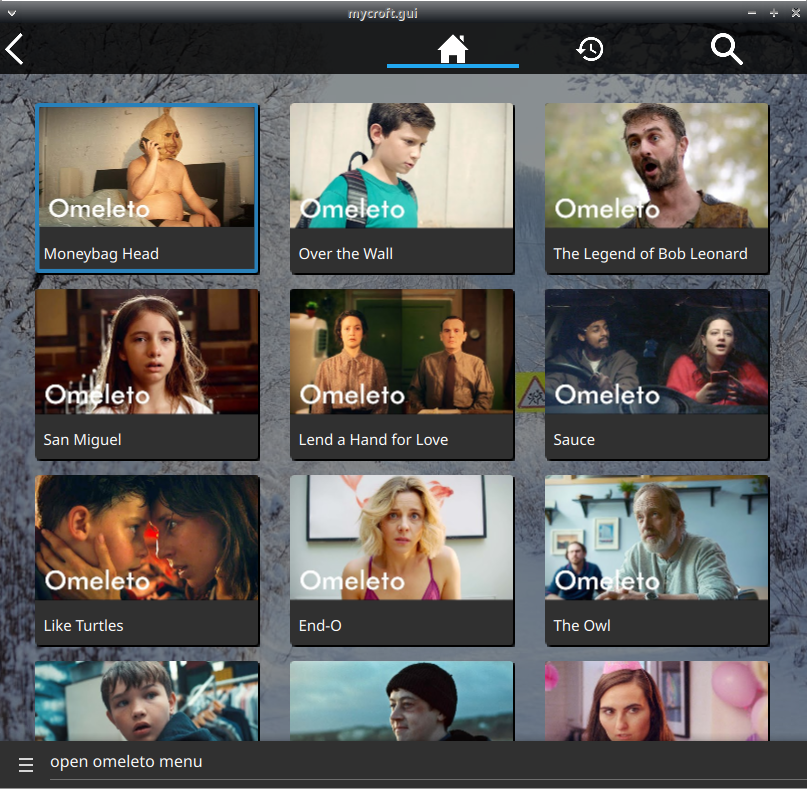 mycroft.gui
Omeleto
Moneybag Head
Omeleto
Over the Wall
Omeleto
The Legend of Bob Leonard
Omeleto
San Miguel
Omeleto
Lend a Hand for Love
Omeleto
Sauce
Omeleto
Like Turtles
Omeleto
End-O
Omeleto
The Owl
open omeleto menu